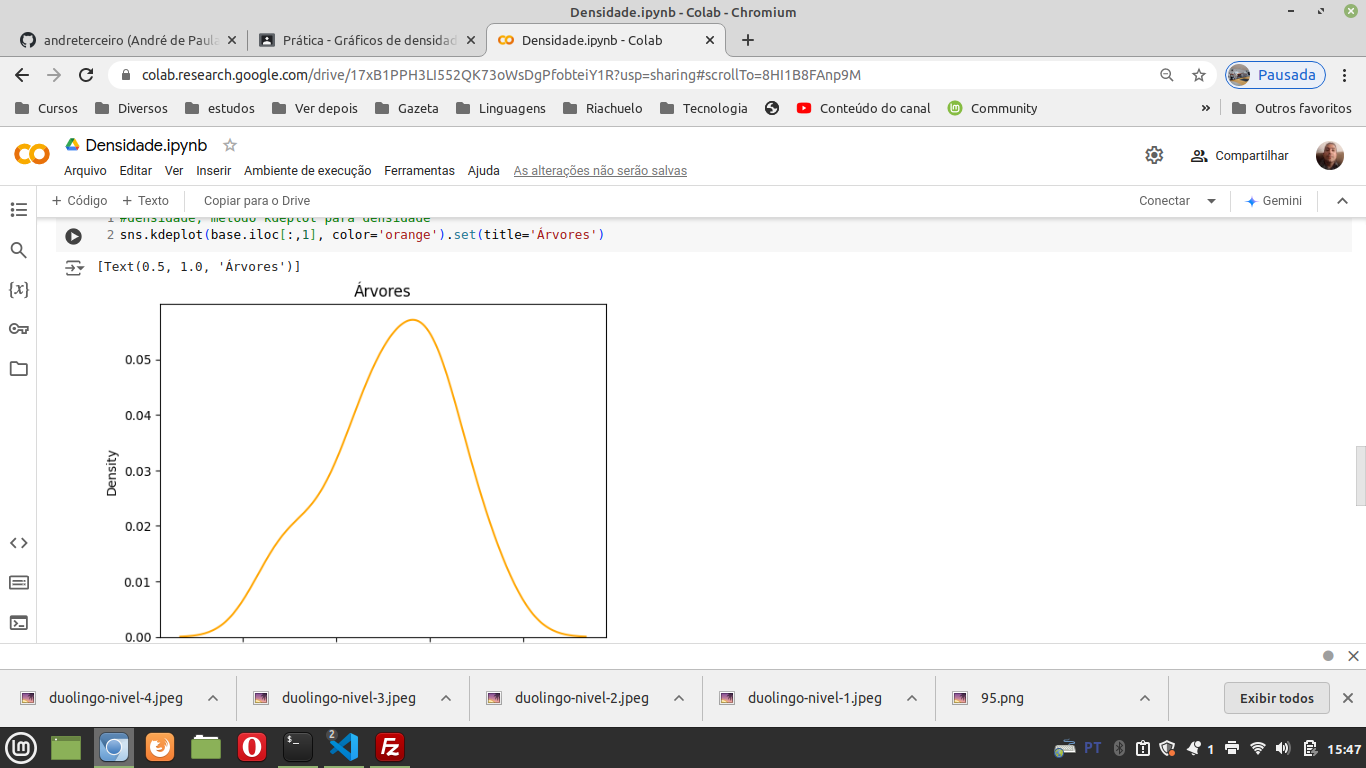 Densidade.ipynb - Colab - Chromium
andreterceiro (André de Paula
Prática - Gráficos de densidad
Densidade.ipynb - Colab
colab.research.google.com/drive/17xB1PPH3LI552QK73oWsDgPfobteiY1R?usp=sharing#scrollTo=8HI1B8FAnp9M
Pausada
Cursos Diversos estudos Ver depois Gazeta Linguagens Riachuelo Tecnologia Conteúdo do canal Community » Outros favoritos
Densidade.ipynb
Arquivo Editar Ver Inserir Ambiente de execução Ferramentas Ajuda As alterações não serão salvas
Compartilhar
+ Código + Texto Copiar para o Drive Conectar Gemini
1 #densidade, método kdeplot para densidade
2 sns.kdeplot(base.iloc[:,1], color='orange').set(title='Árvores')
[Text(0.5, 1.0, 'Árvores')]
Árvores
0.05
0.04
0.03
0.02
0.01
0.00
Density
duolingo-nivel-4.jpeg duolingo-nivel-3.jpeg duolingo-nivel-2.jpeg duolingo-nivel-1.jpeg 95.png Exibir todos
2
PT 1 15:47